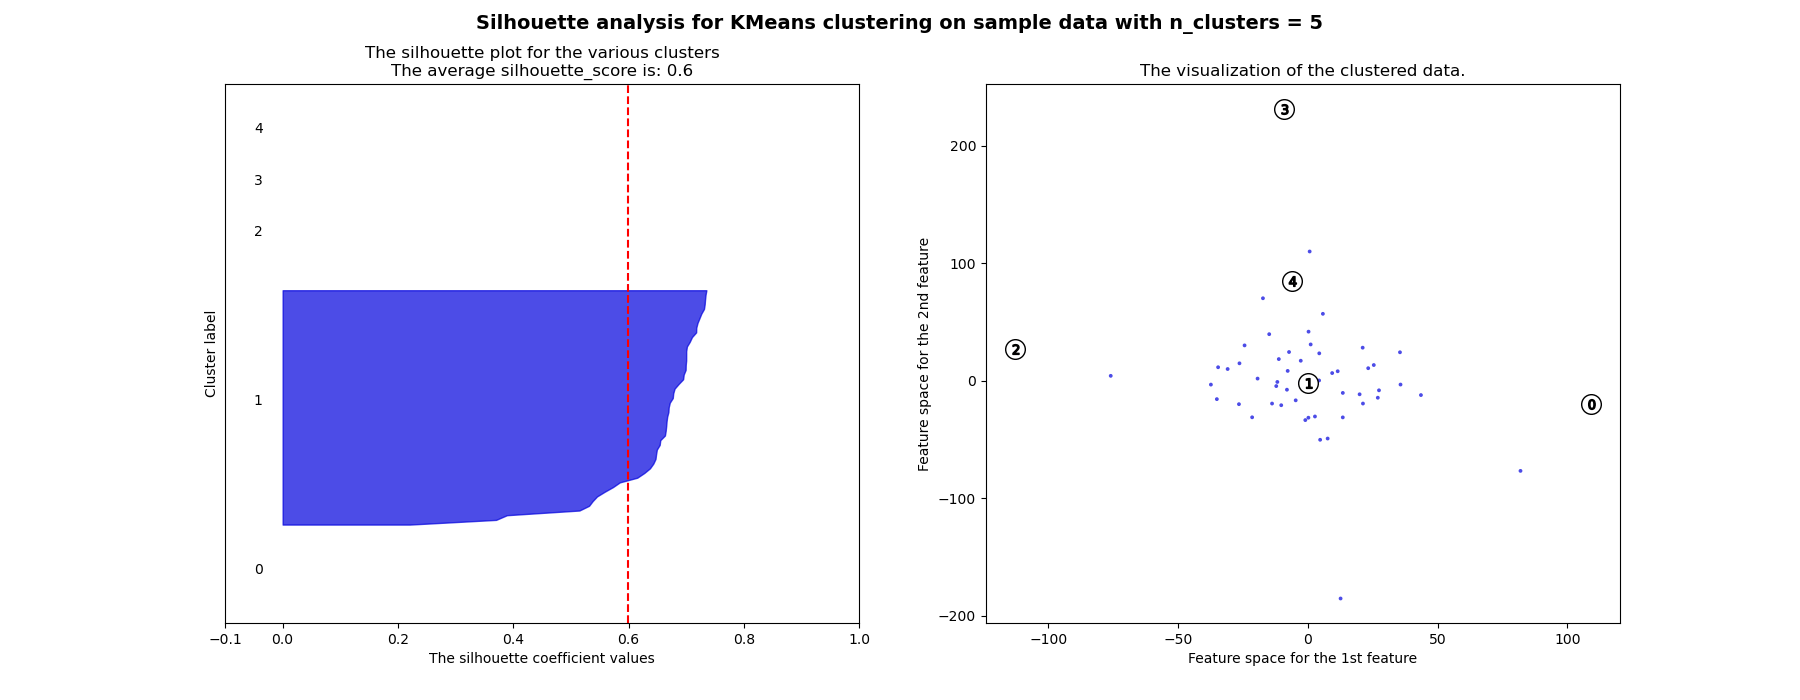 Silhouette analysis for KMeans clustering on sample data with n_clusters = 5
The silhouette plot for the various clusters
The average silhouette_score is: 0.6
4
3
2
1
0
Cluster label
−0.1 0.0 0.2 0.4 0.6 0.8 1.0
The silhouette coefficient values
The visualization of the clustered data.
3
4
2
1
0
200
100
0
−100
−200
Feature space for the 2nd feature
−100 −50 0 50 100
Feature space for the 1st feature